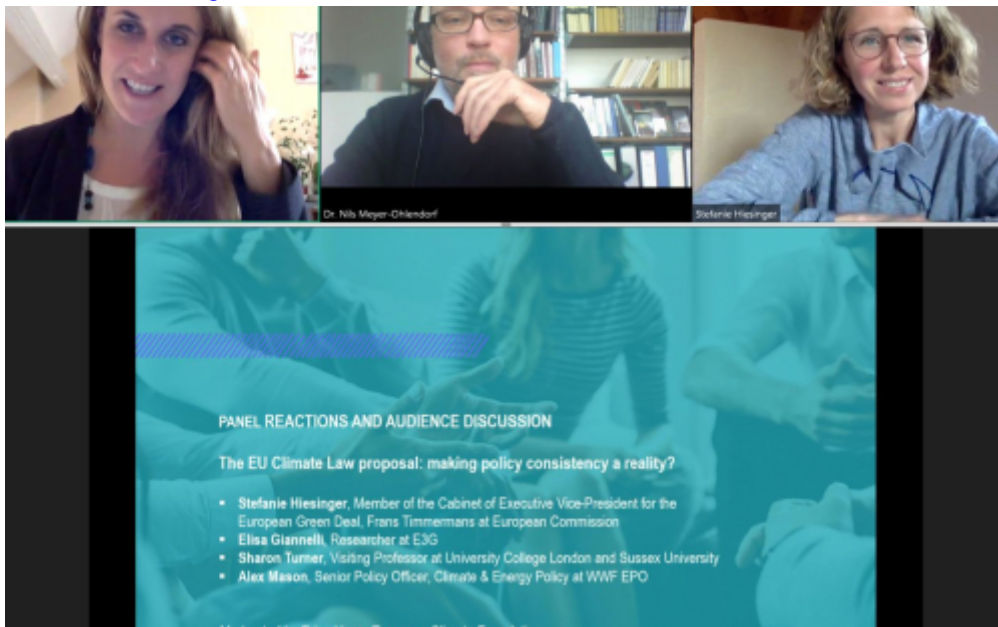 Dr. Nils Meyer-Ohlendorf
Stefanie Hiesinger
PANEL REACTIONS AND AUDIENCE DISCUSSION
The EU Climate Law proposal: making policy consistency a reality?
▪ Stefanie Hiesinger, Member of the Cabinet of Executive Vice-President for the
European Green Deal, Frans Timmermans at European Commission
▪ Elisa Giannelli, Researcher at E3G
▪ Sharon Turner, Visiting Professor at University College London and Sussex University
▪ Alex Mason, Senior Policy Officer, Climate & Energy Policy at WWF EPO